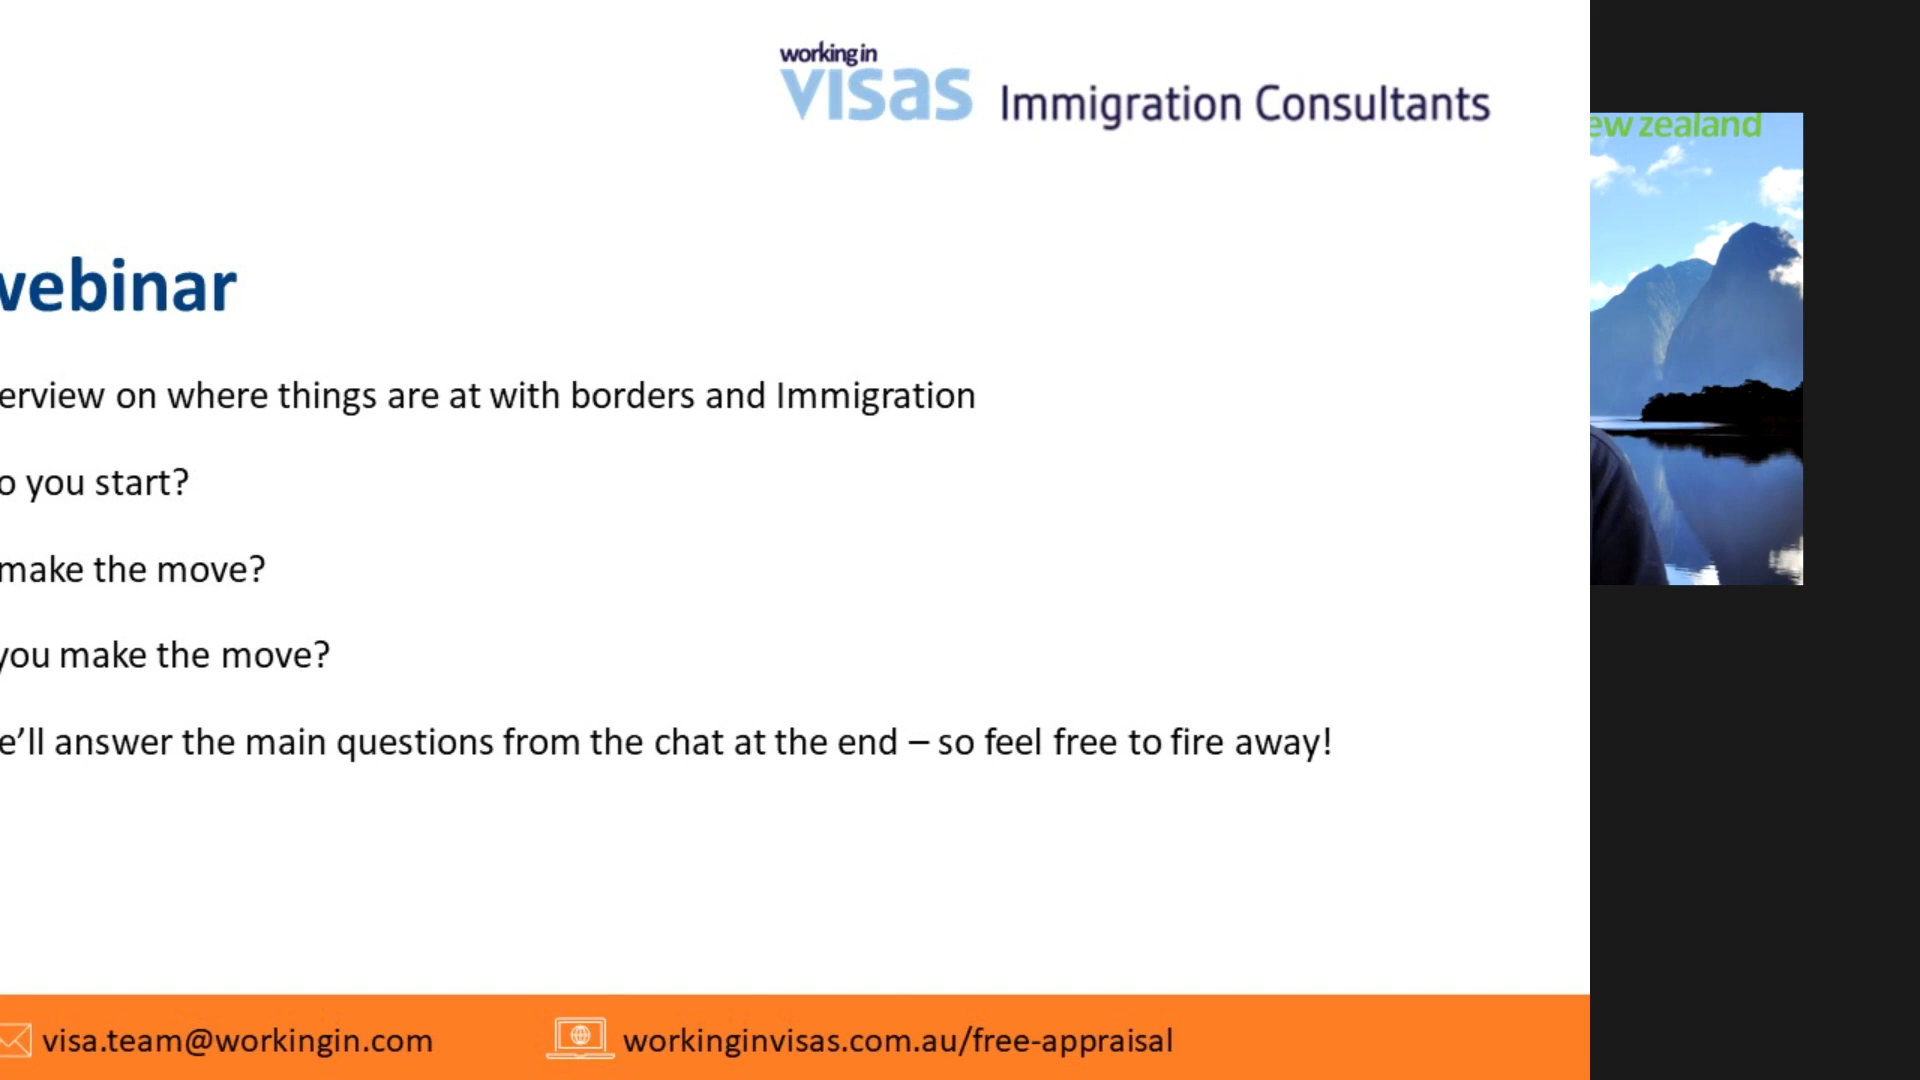 working in
visas Immigration Consultants
ew zealand
webinar
erview on where things are at with borders and Immigration
o you start?
make the move?
you make the move?
e’ll answer the main questions from the chat at the end – so feel free to fire away!
visa.team@workingin.com workinginvisas.com.au/free-appraisal